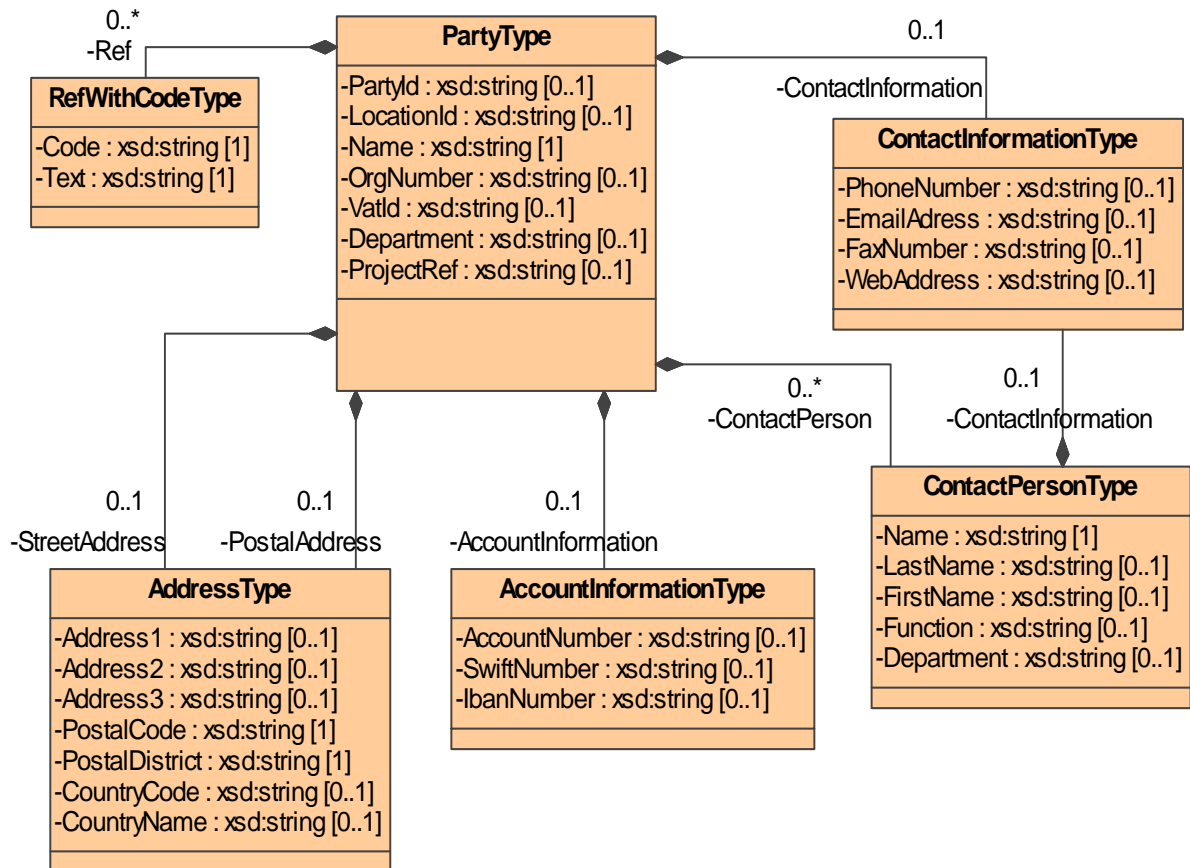 0..*
-Ref
RefWithCodeType
-Code : xsd:string [1]
-Text : xsd:string [1]
PartyType
-PartyId : xsd:string [0..1]
-LocationId : xsd:string [0..1]
-Name : xsd:string [1]
-OrgNumber : xsd:string [0..1]
-VatId : xsd:string [0..1]
-Department : xsd:string [0..1]
-ProjectRef : xsd:string [0..1]
0..1
-ContactInformation
ContactInformationType
-PhoneNumber : xsd:string [0..1]
-EmailAdress : xsd:string [0..1]
-FaxNumber : xsd:string [0..1]
-WebAddress : xsd:string [0..1]
0..*
-ContactPerson
0..1
-ContactInformation
ContactPersonType
-Name : xsd:string [1]
-LastName : xsd:string [0..1]
-FirstName : xsd:string [0..1]
-Function : xsd:string [0..1]
-Department : xsd:string [0..1]
0..1
-StreetAddress
0..1
-PostalAddress
AddressType
-Address1 : xsd:string [0..1]
-Address2 : xsd:string [0..1]
-Address3 : xsd:string [0..1]
-PostalCode : xsd:string [1]
-PostalDistrict : xsd:string [1]
-CountryCode : xsd:string [0..1]
-CountryName : xsd:string [0..1]
0..1
-AccountInformation
AccountInformationType
-AccountNumber : xsd:string [0..1]
-SwiftNumber : xsd:string [0..1]
-IbanNumber : xsd:string [0..1]